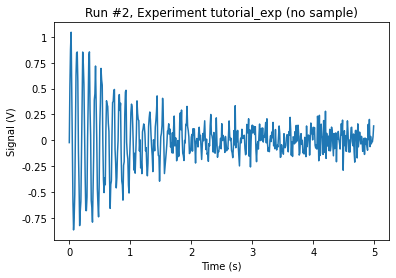 Run #2, Experiment tutorial_exp (no sample)
1
0.75
0.5
0.25
0
-0.25
-0.5
-0.75
Signal (V)
0 1 2 3 4 5
Time (s)